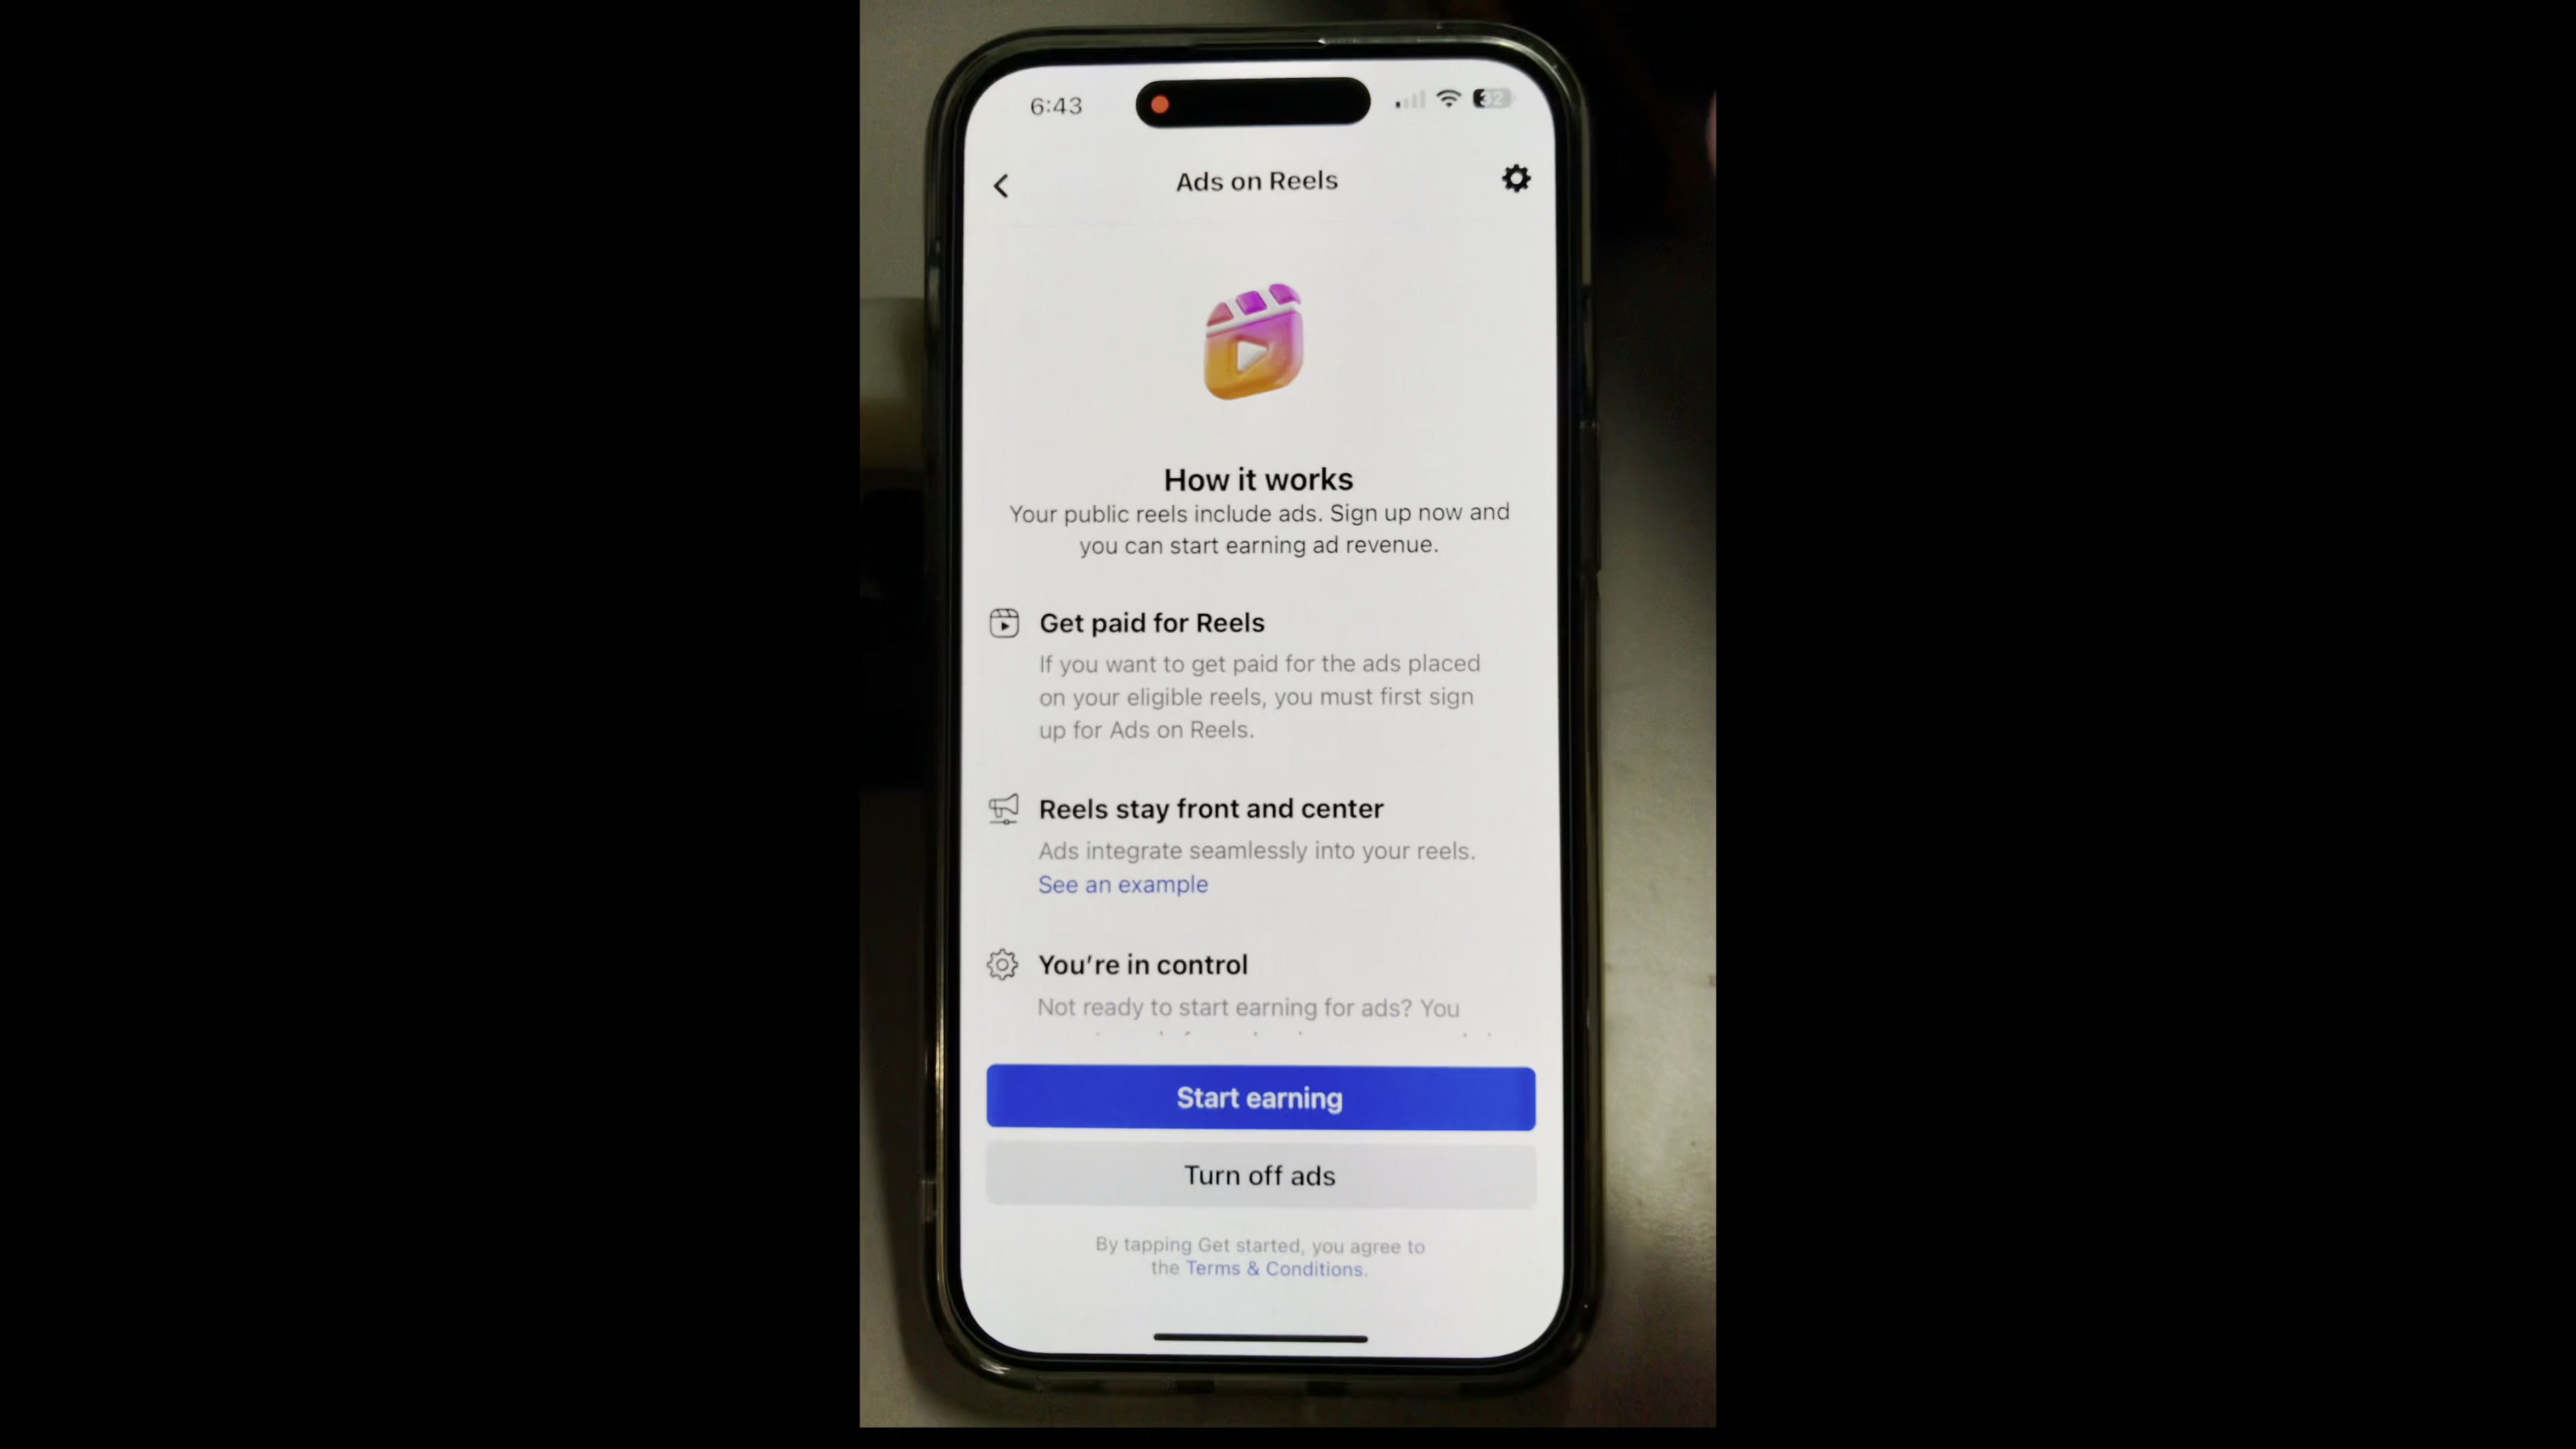 6:43
32
Ads on Reels
How it works
Your public reels include ads. Sign up now and
you can start earning ad revenue.
Get paid for Reels
If you want to get paid for the ads placed
on your eligible reels, you must first sign
up for Ads on Reels.
Reels stay front and center
Ads integrate seamlessly into your reels.
See an example
You're in control
Not ready to start earning for ads? You
Start earning
Turn off ads
By tapping Get started, you agree to
the Terms & Conditions.